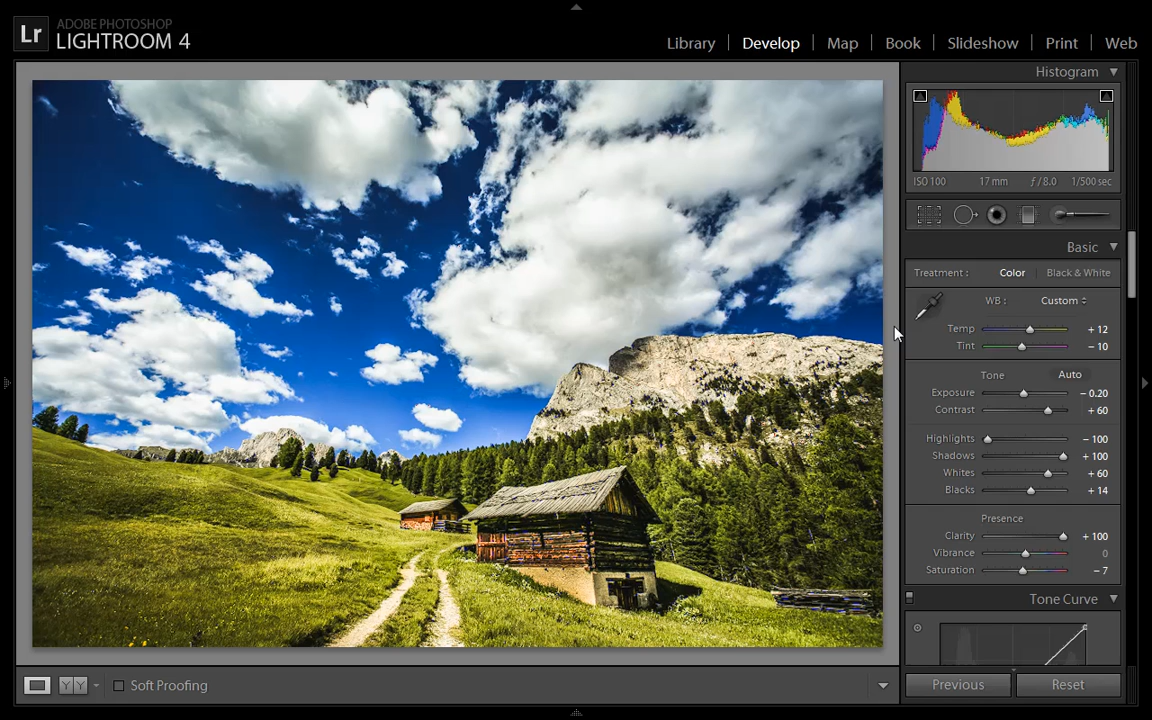 Lr
ADOBE PHOTOSHOP
LIGHTROOM 4
Library | Develop | Map | Book | Slideshow | Print | Web
Histogram
ISO 100 17 mm ƒ / 8.0 1/500 sec
Basic
Treatment : Color Black & White
WB : Custom
Temp + 12
Tint − 10
Tone Auto
Exposure − 0.20
Contrast + 60
Highlights − 100
Shadows + 100
Whites + 60
Blacks + 14
Presence
Clarity + 100
Vibrance 0
Saturation − 7
Tone Curve
YY Soft Proofing
Previous Reset